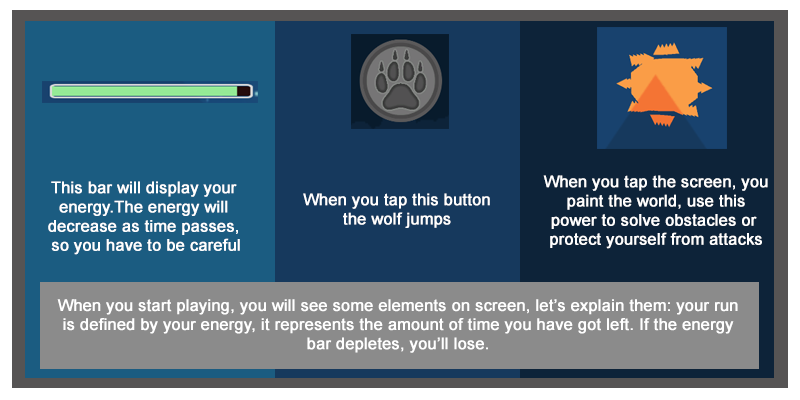 This bar will display your
energy.The energy will
decrease as time passes,
so you have to be careful
When you tap this button
the wolf jumps
When you tap the screen, you
paint the world, use this
power to solve obstacles or
protect yourself from attacks
When you start playing, you will see some elements on screen, let's explain them: your run
is defined by your energy, it represents the amount of time you have got left. If the energy
bar depletes, you'll lose.